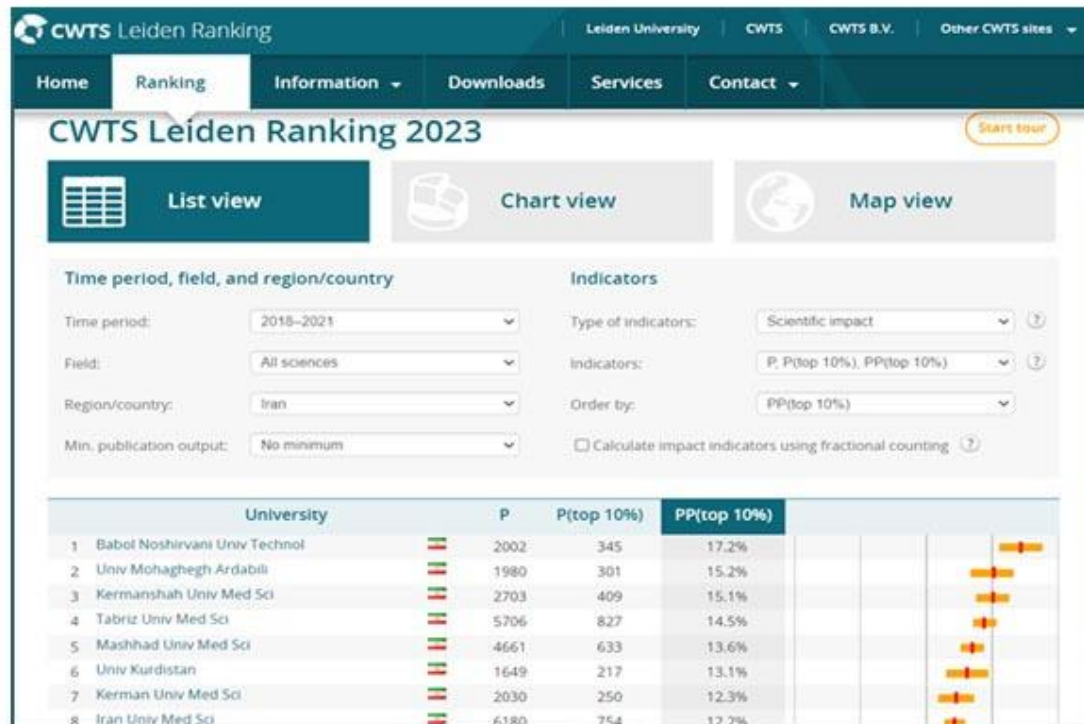 CWTS Leiden Ranking
Leiden University CWTS CWTS B.V. Other CWTS sites
Home Ranking Information Downloads Services Contact
CWTS Leiden Ranking 2023
Start tour
List view Chart view Map view
Time period, field, and region/country Indicators
Time period: 2018–2021 Type of indicators: Scientific impact ?
Field: All sciences Indicators: P, P(top 10%), PP(top 10%) ?
Region/country: Iran Order by: PP(top 10%)
Min. publication output: No minimum Calculate impact indicators using fractional counting ?
University P P(top 10%) PP(top 10%)
1 Babol Noshirvani Univ Technol 2002 345 17.2%
2 Univ Mohaghegh Ardabili 1980 301 15.2%
3 Kermanshah Univ Med Sci 2703 409 15.1%
4 Tabriz Univ Med Sci 5706 827 14.5%
5 Mashhad Univ Med Sci 4661 633 13.6%
6 Univ Kurdistan 1649 217 13.1%
7 Kerman Univ Med Sci 2030 250 12.3%
8 Iran Univ Med Sci 6180 754 12.2%